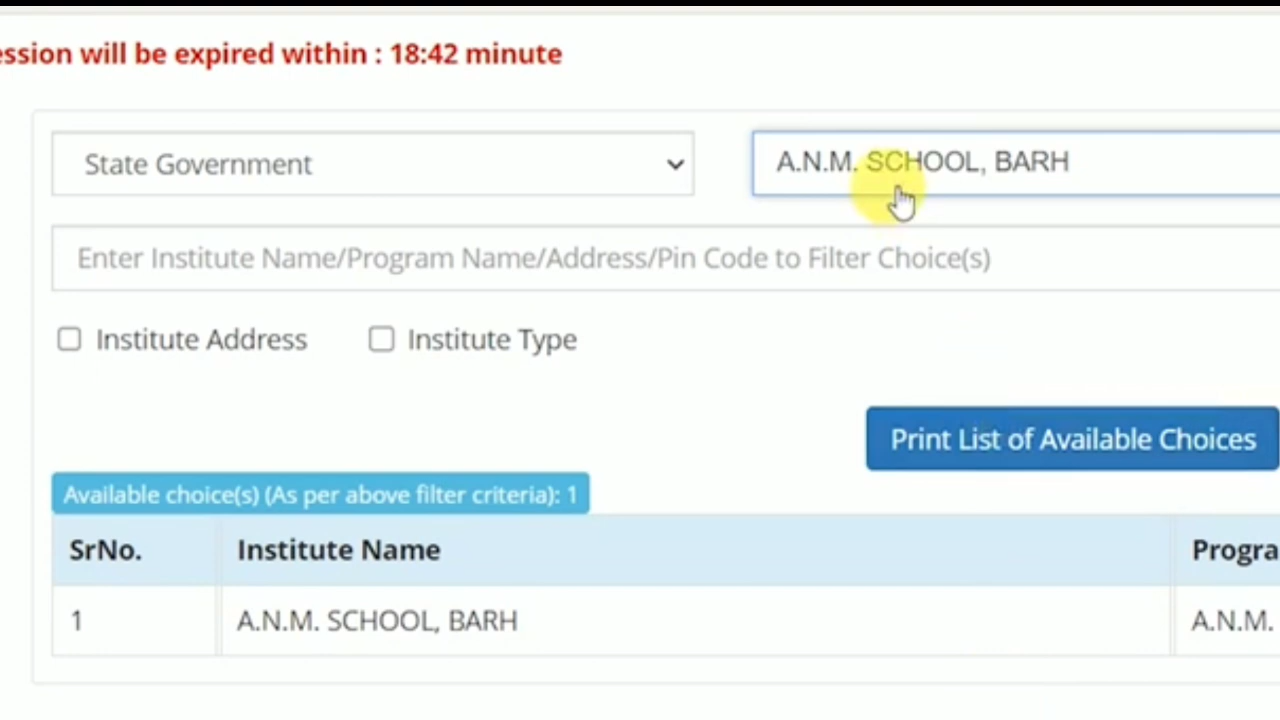 ession will be expired within : 18:42 minute
State Government
A.N.M. SCHOOL, BARH
Enter Institute Name/Program Name/Address/Pin Code to Filter Choice(s)
Institute Address Institute Type
Print List of Available Choices
Available choice(s) (As per above filter criteria): 1
SrNo. Institute Name Progra
1 A.N.M. SCHOOL, BARH A.N.M.